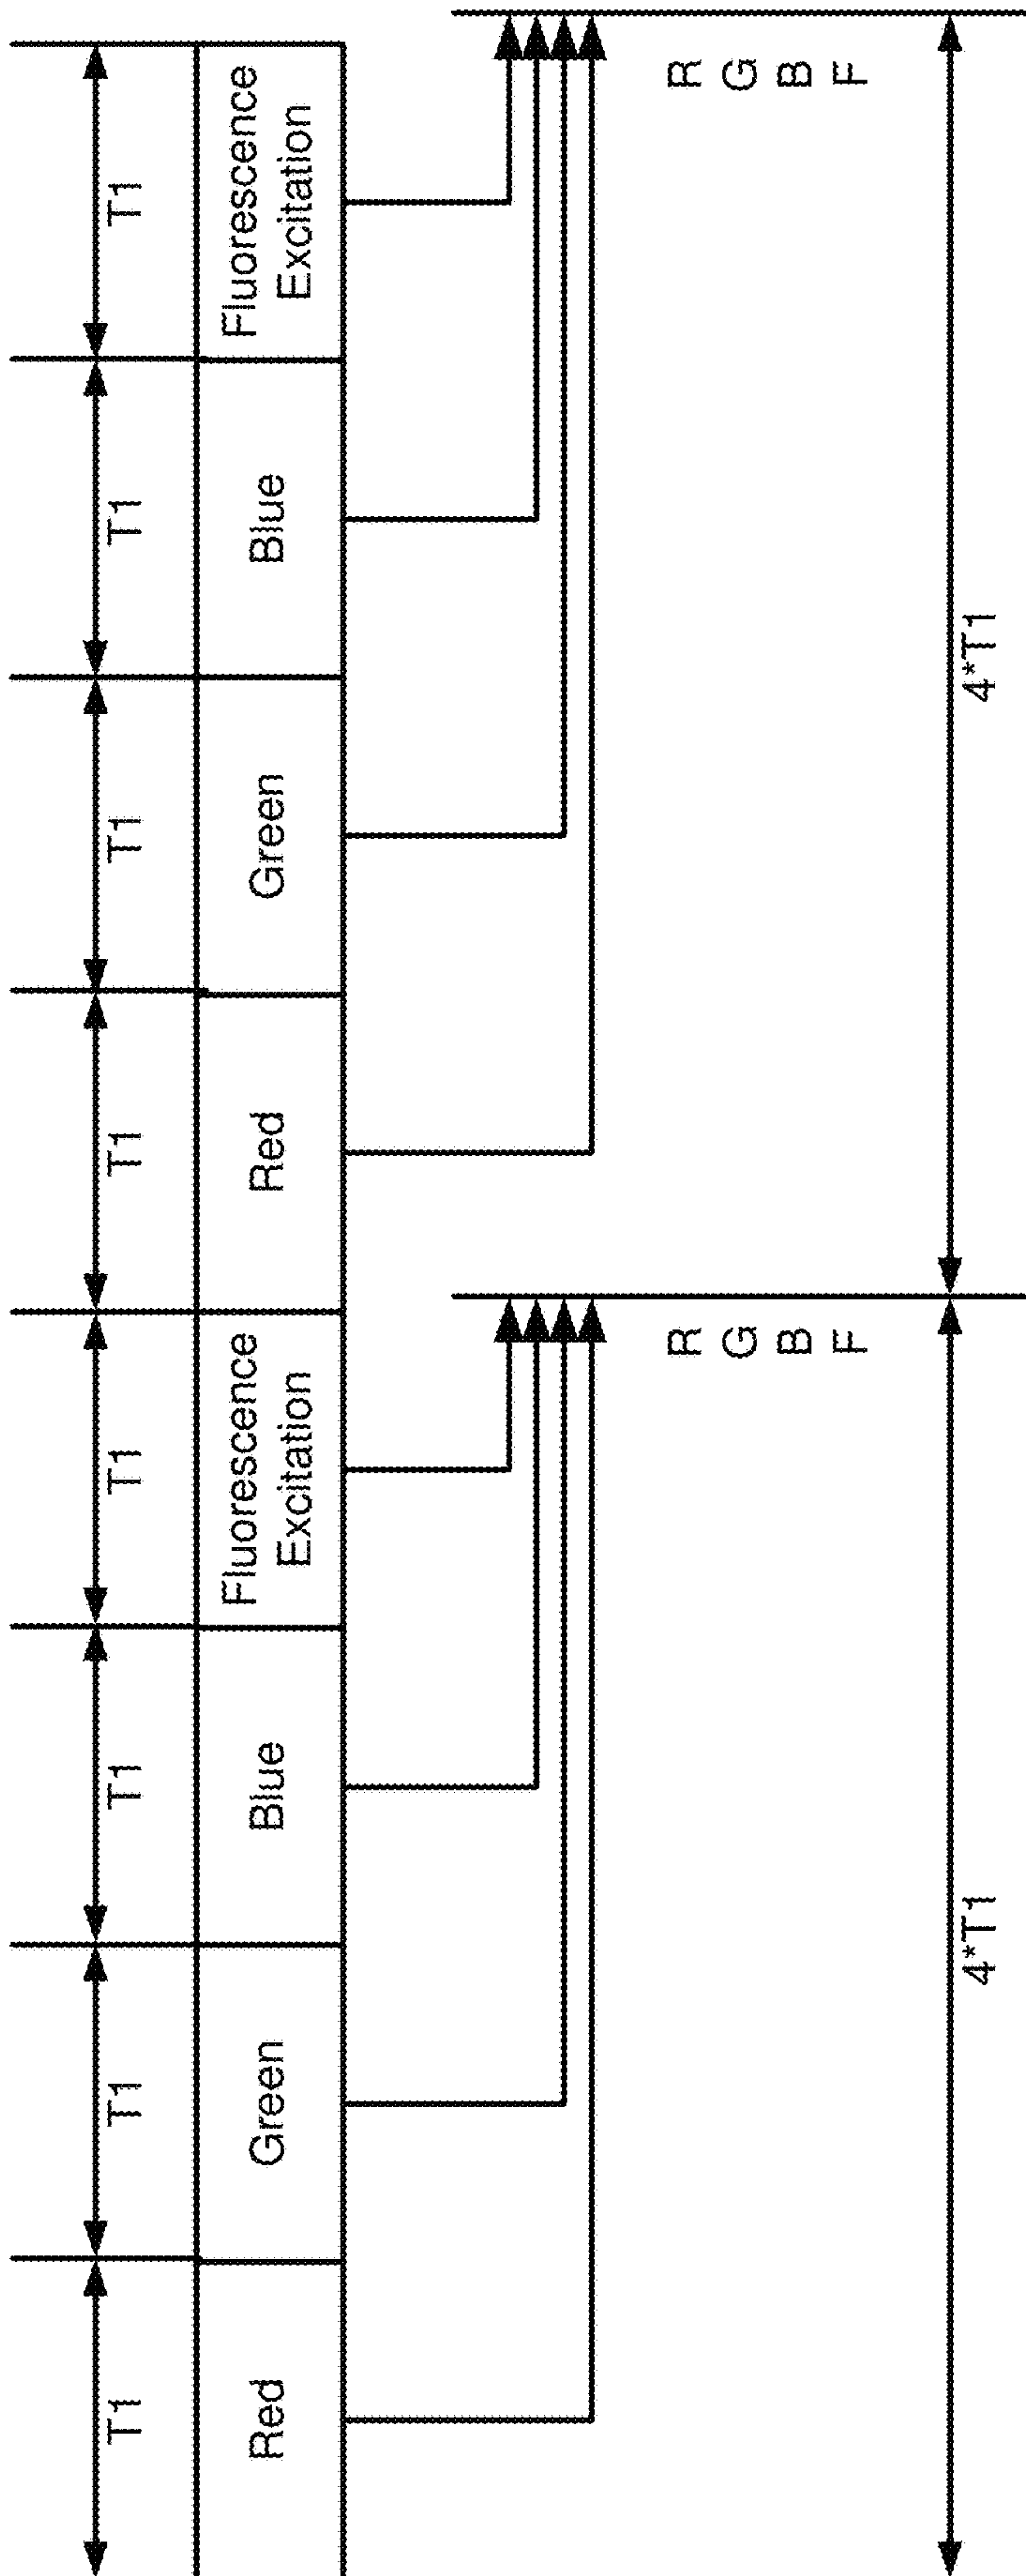 T1 T1 T1 T1 T1 T1 T1 T1
Red Green Blue Fluorescence Excitation Red Green Blue Fluorescence Excitation
R R
G G
B B
F F
4*T1 4*T1